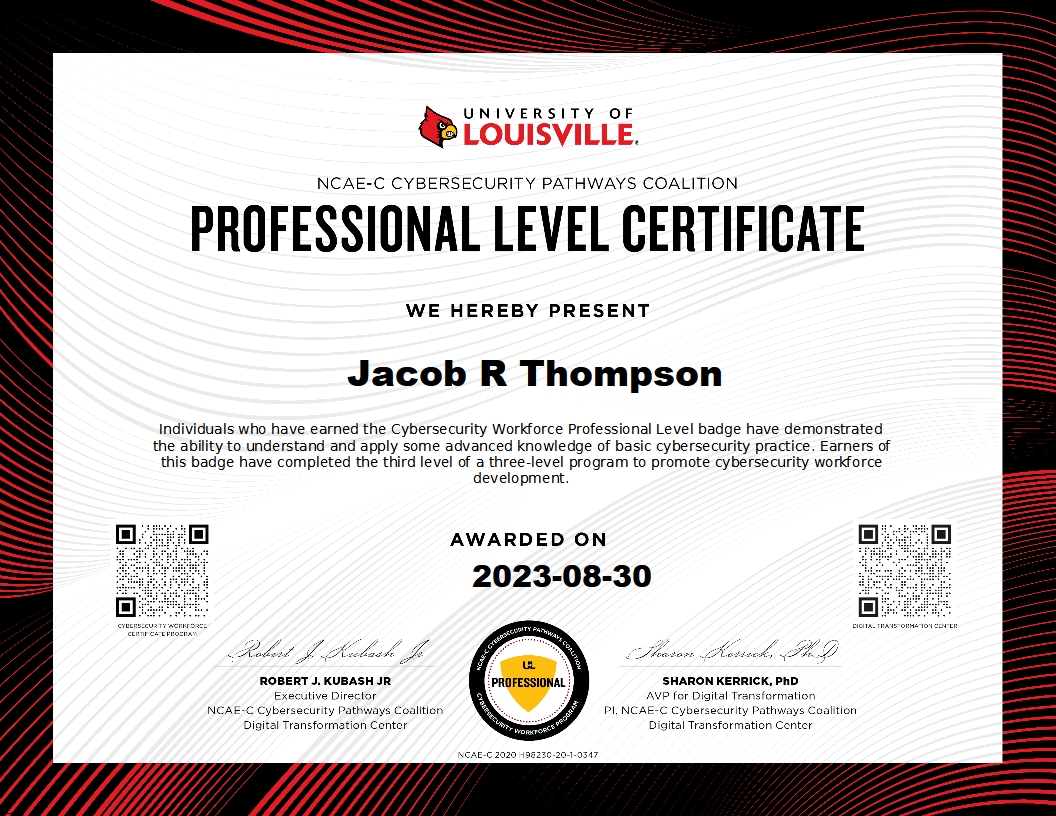 UNIVERSITY OF
LOUISVILLE
NCAE-C CYBERSECURITY PATHWAYS COALITION
PROFESSIONAL LEVEL CERTIFICATE
WE HEREBY PRESENT
Jacob R Thompson
Individuals who have earned the Cybersecurity Workforce Professional Level badge have demonstrated
the ability to understand and apply some advanced knowledge of basic cybersecurity practice. Earners of
this badge have completed the third level of a three-level program to promote cybersecurity workforce
development.
AWARDED ON
2023-08-30
CYBERSECURITY WORKFORCE
CERTIFICATE PROGRAM
DIGITAL TRANSFORMATION CENTER
Robert J. Kubash Jr
ROBERT J. KUBASH JR
Executive Director
NCAE-C Cybersecurity Pathways Coalition
Digital Transformation Center
NCAE-C CYBERSECURITY PATHWAYS COALITION
UL
PROFESSIONAL
CYBERSECURITY WORKFORCE PROGRAM
Sharon Kerrick, Ph.D
SHARON KERRICK, PhD
AVP for Digital Transformation
PI, NCAE-C Cybersecurity Pathways Coalition
Digital Transformation Center
NCAE-C 2020 H98230-20-1-0347